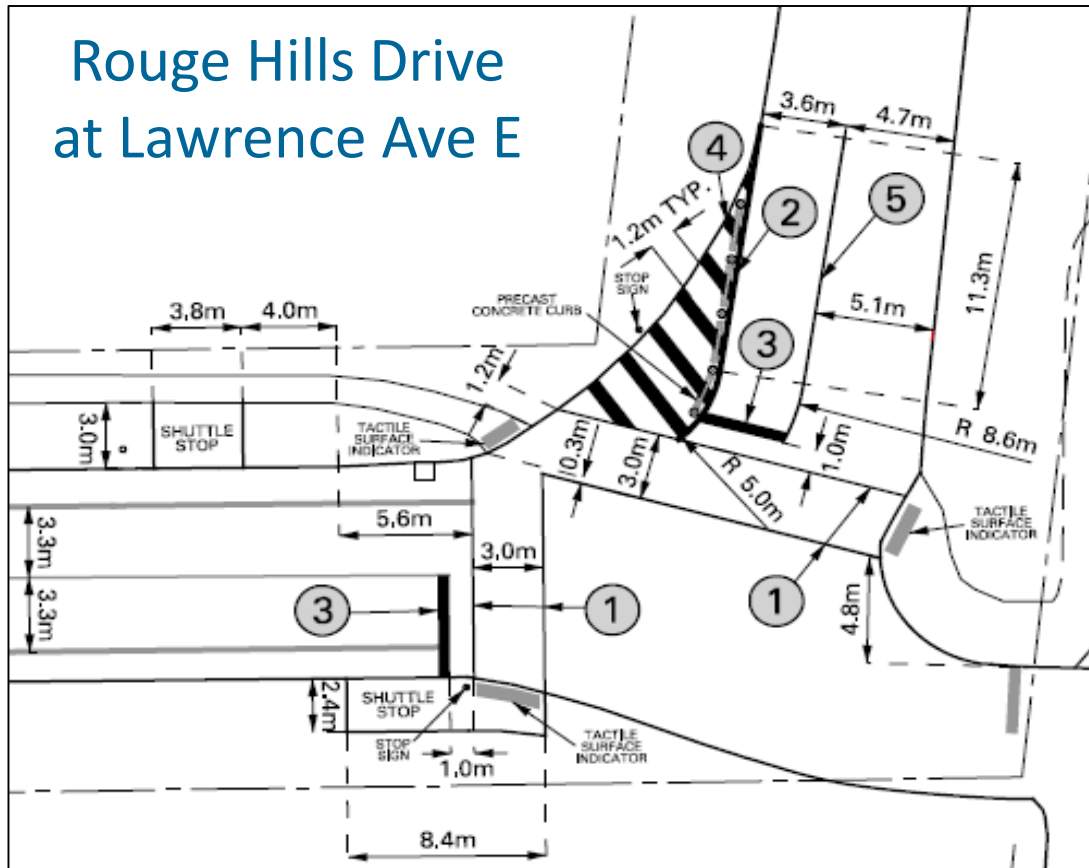 Rouge Hills Drive
at Lawrence Ave E
3.6m
4.7m
4
1.2m TYP.
2
5
STOP
SIGN
11.3m
PRECAST
CONCRETE CURB
5.1m
3.8m
4.0m
3
1.2m
3.0m
SHUTTLE
STOP
TACTILE
SURFACE
INDICATOR
10.3m
3.0m
R 5.0m
1.0m
R 8.6m
5.6m
TACTILE
SURFACE
INDICATOR
3.3m
3.0m
3.3m
3
1
1
4.8m
2.4m
SHUTTLE
STOP
STOP
SIGN
1.0m
TACTILE
SURFACE
INDICATOR
8.4m